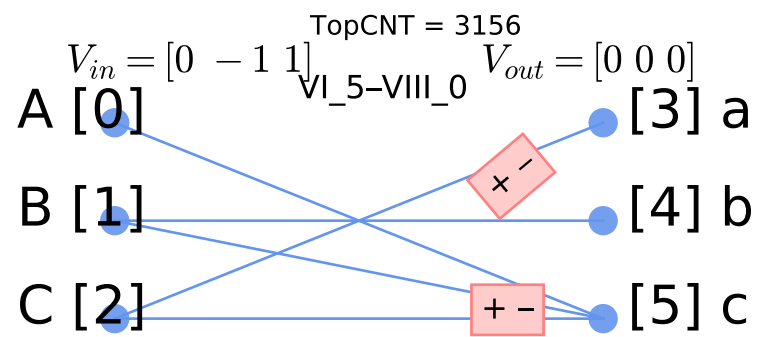 TopCNT = 3156
V_in = [0 − 1 1] V_out = [0 0 0]
VI_5–VIII_0
A [0] [3] a
+ −
B [1] [4] b
C [2] + − [5] c